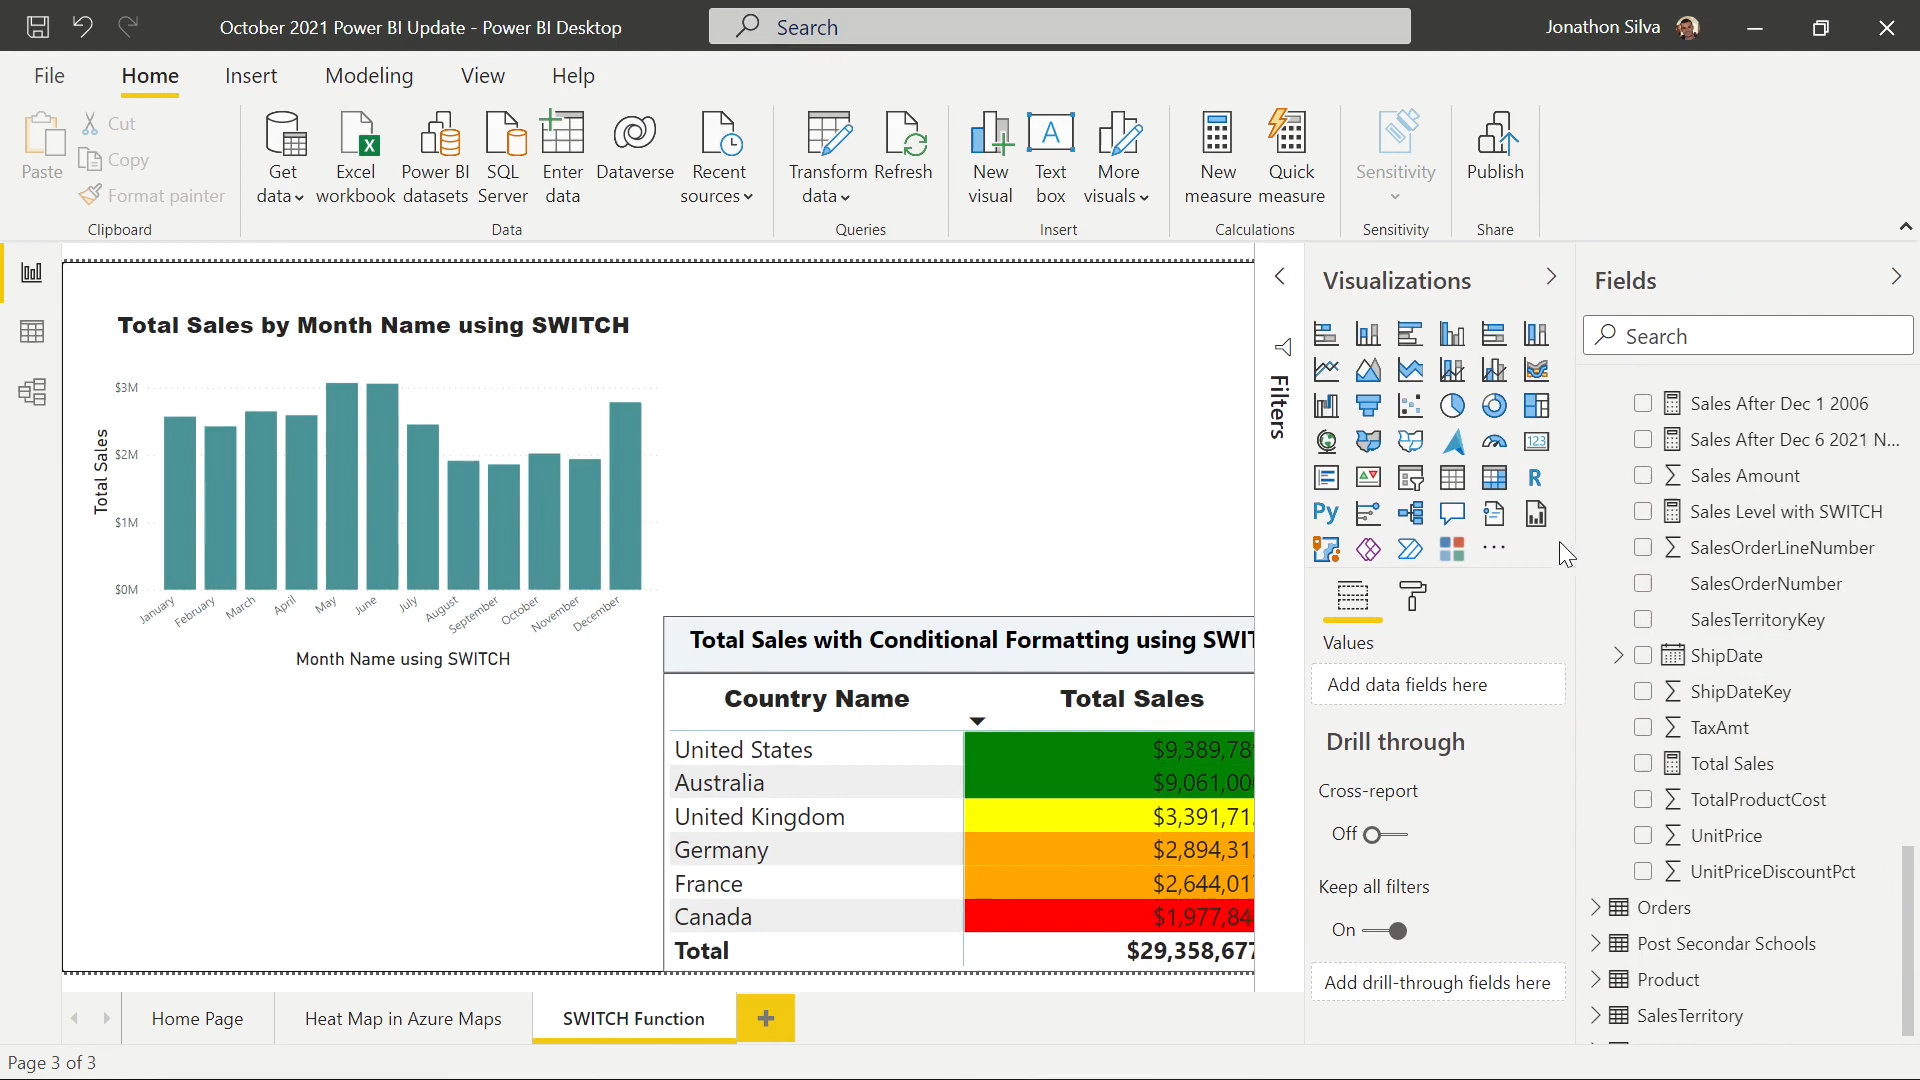 October 2021 Power BI Update - Power BI Desktop
Search
Jonathon Silva
File
Home
Insert
Modeling
View
Help
Paste
Cut
Copy
Format painter
Clipboard
Get data
Excel workbook
Power BI datasets
SQL Server
Enter data
Dataverse
Recent sources
Data
Transform data
Refresh
Queries
New visual
Text box
More visuals
Insert
New measure
Quick measure
Calculations
Sensitivity
Sensitivity
Publish
Share
Total Sales by Month Name using SWITCH
Total Sales
$3M
$2M
$1M
$0M
January
February
March
April
May
June
July
August
September
October
November
December
Month Name using SWITCH
Total Sales with Conditional Formatting using SWIT
Country Name
Total Sales
United States $9,389,78
Australia $9,061,00
United Kingdom $3,391,71
Germany $2,894,31
France $2,644,01
Canada $1,977,84
Total $29,358,677
Filters
Visualizations
123
R
Py
Values
Add data fields here
Drill through
Cross-report
Off
Keep all filters
On
Add drill-through fields here
Fields
Search
Sales After Dec 1 2006
Sales After Dec 6 2021 N...
Sales Amount
Sales Level with SWITCH
SalesOrderLineNumber
SalesOrderNumber
SalesTerritoryKey
ShipDate
ShipDateKey
TaxAmt
Total Sales
TotalProductCost
UnitPrice
UnitPriceDiscountPct
Orders
Post Secondar Schools
Product
SalesTerritory
Home Page
Heat Map in Azure Maps
SWITCH Function
Page 3 of 3